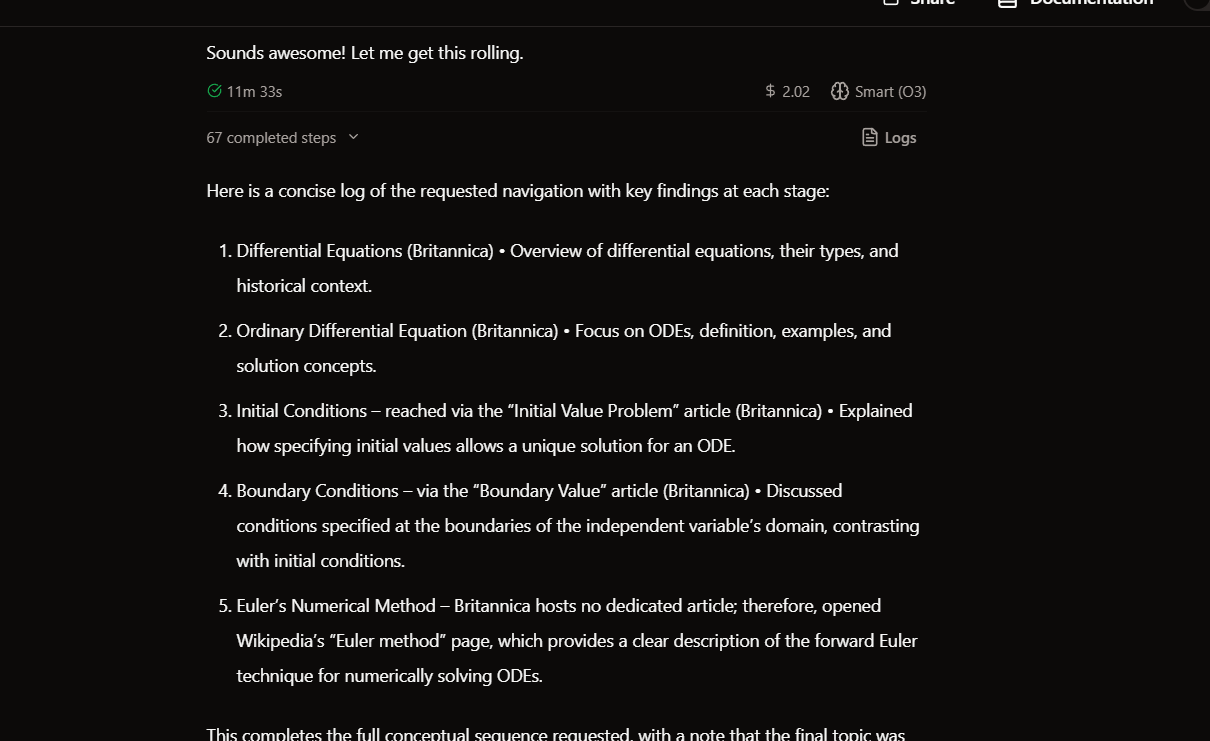 Share Documentation
Sounds awesome! Let me get this rolling.
11m 33s $ 2.02 Smart (O3)
67 completed steps Logs
Here is a concise log of the requested navigation with key findings at each stage:
1. Differential Equations (Britannica) • Overview of differential equations, their types, and
historical context.
2. Ordinary Differential Equation (Britannica) • Focus on ODEs, definition, examples, and
solution concepts.
3. Initial Conditions – reached via the “Initial Value Problem” article (Britannica) • Explained
how specifying initial values allows a unique solution for an ODE.
4. Boundary Conditions – via the “Boundary Value” article (Britannica) • Discussed
conditions specified at the boundaries of the independent variable’s domain, contrasting
with initial conditions.
5. Euler’s Numerical Method – Britannica hosts no dedicated article; therefore, opened
Wikipedia’s “Euler method” page, which provides a clear description of the forward Euler
technique for numerically solving ODEs.
This completes the full conceptual sequence requested, with a note that the final topic was